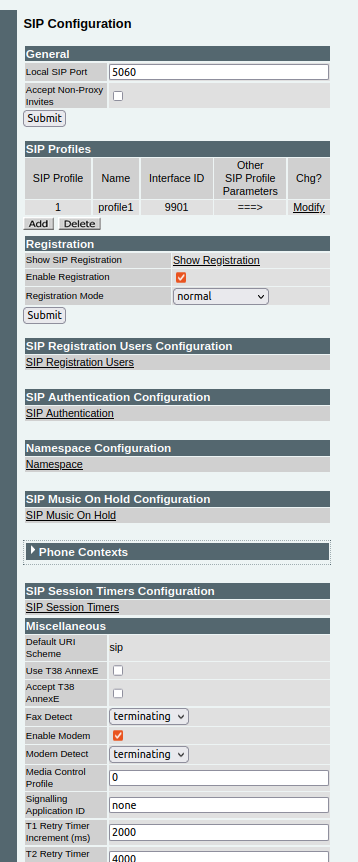 SIP Configuration
General
Local SIP Port 5060
Accept Non-Proxy
Invites
Submit
SIP Profiles
SIP Profile Name Interface ID Other
SIP Profile
Parameters Chg?
1 profile1 9901 ===> Modify
Add Delete
Registration
Show SIP Registration Show Registration
Enable Registration
Registration Mode normal
Submit
SIP Registration Users Configuration
SIP Registration Users
SIP Authentication Configuration
SIP Authentication
Namespace Configuration
Namespace
SIP Music On Hold Configuration
SIP Music On Hold
Phone Contexts
SIP Session Timers Configuration
SIP Session Timers
Miscellaneous
Default URI
Scheme sip
Use T38 AnnexE
Accept T38
AnnexE
Fax Detect terminating
Enable Modem
Modem Detect terminating
Media Control
Profile 0
Signalling
Application ID none
T1 Retry Timer
Increment (ms) 2000
T2 Retry Timer 4000